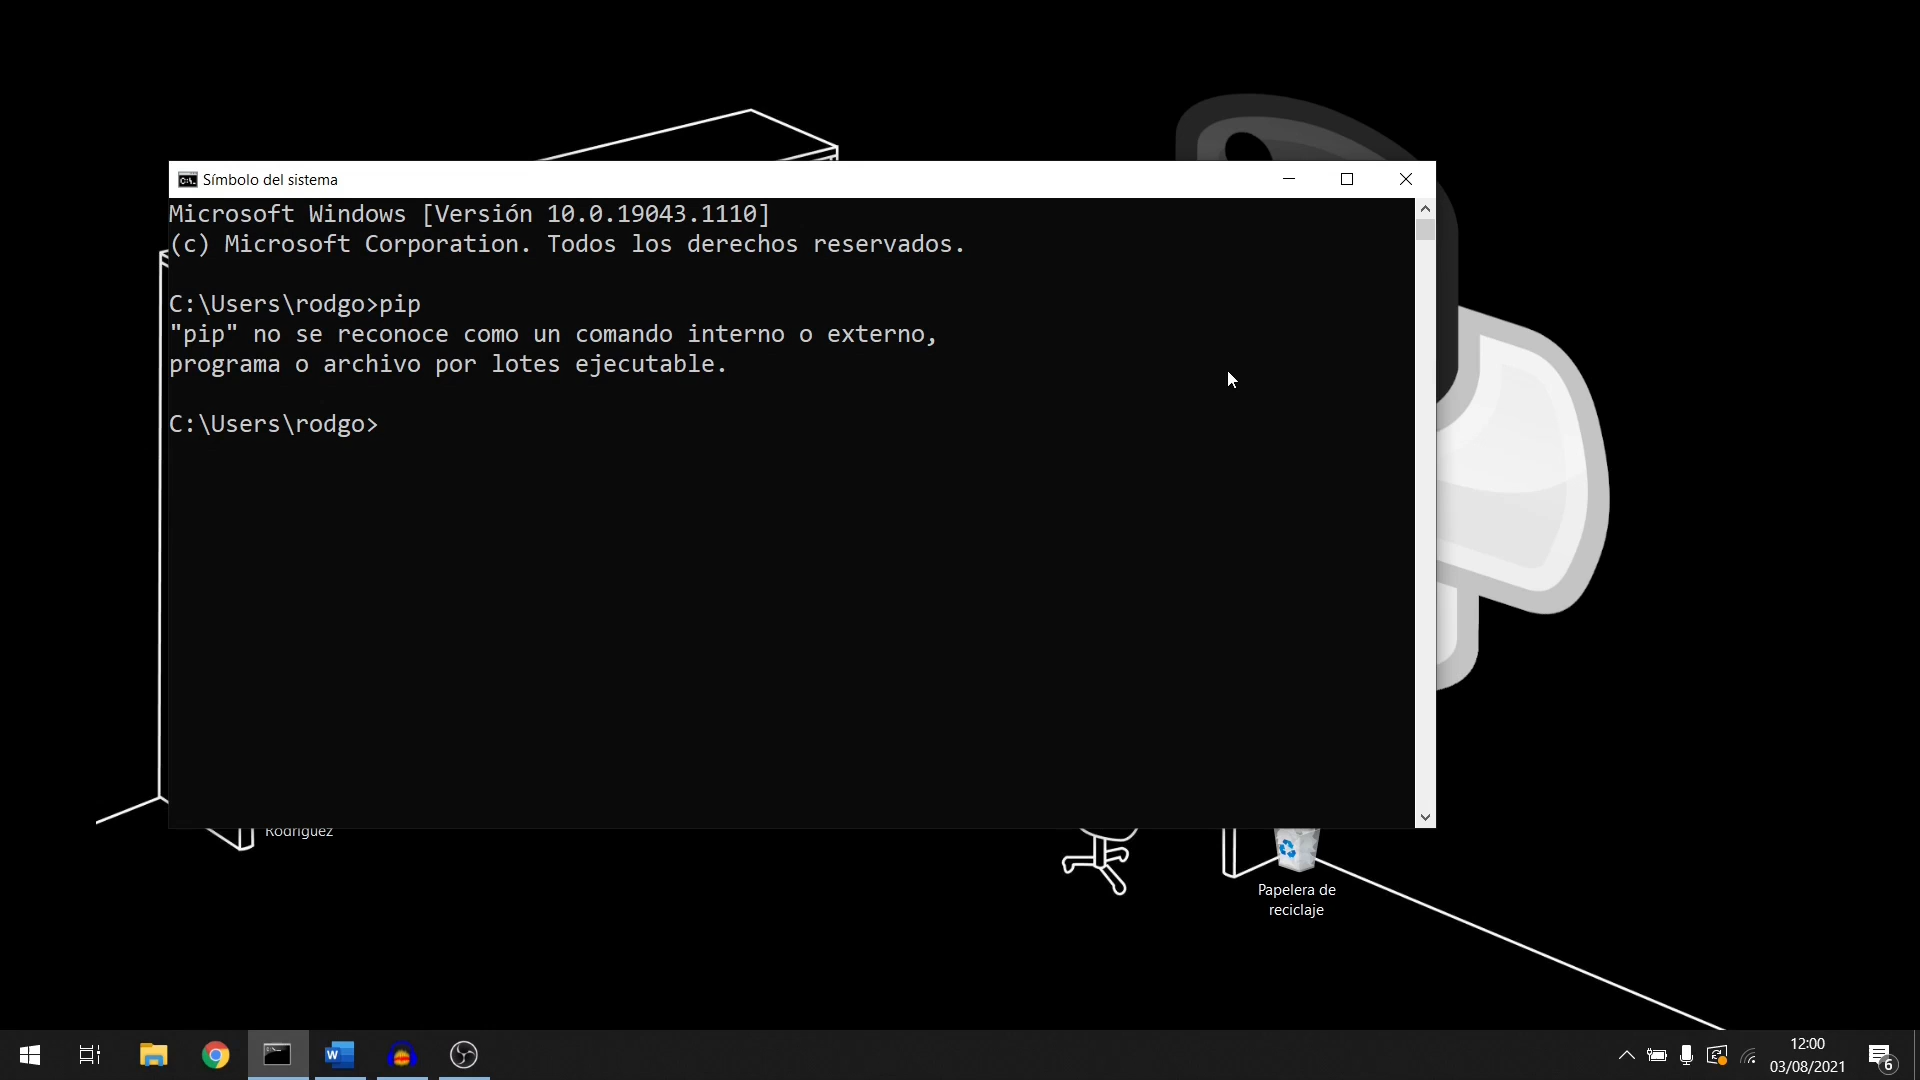 Símbolo del sistema
Microsoft Windows [Versión 10.0.19043.1110]
(c) Microsoft Corporation. Todos los derechos reservados.
C:\Users\rodgo>pip
"pip" no se reconoce como un comando interno o externo,
programa o archivo por lotes ejecutable.
C:\Users\rodgo>
Rodríguez
Papelera de
reciclaje
12:00
03/08/2021
6